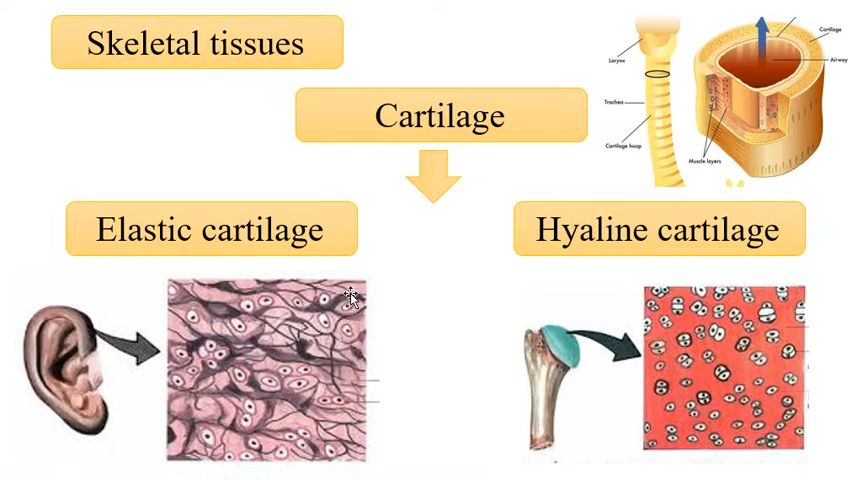 Skeletal tissues
Cartilage
Larynx
Trachea
Cartilage hoop
Cartilage
Airway
Muscle layers
Elastic cartilage
Hyaline cartilage